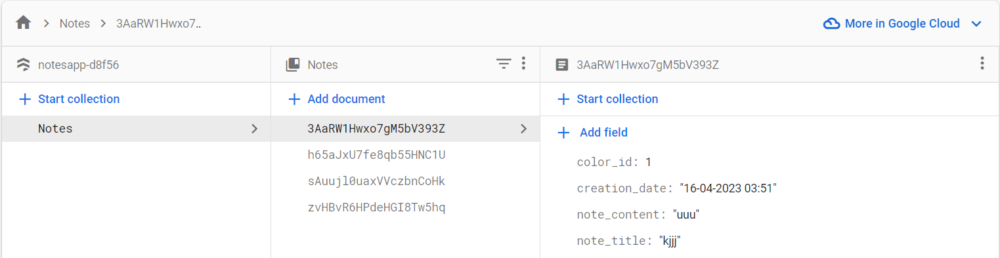 Notes 3AaRW1Hwxo7... More in Google Cloud
notesapp-d8f56
Start collection
Notes
Notes
Add document
3AaRW1Hwxo7gM5bV393Z
h65aJxU7fe8qb55HNC1U
sAuujl0uaxVVczbnCoHk
zvHBvR6HPdeHGI8Tw5hq
3AaRW1Hwxo7gM5bV393Z
Start collection
Add field
color_id: 1
creation_date: "16-04-2023 03:51"
note_content: "uuu"
note_title: "kjjj"